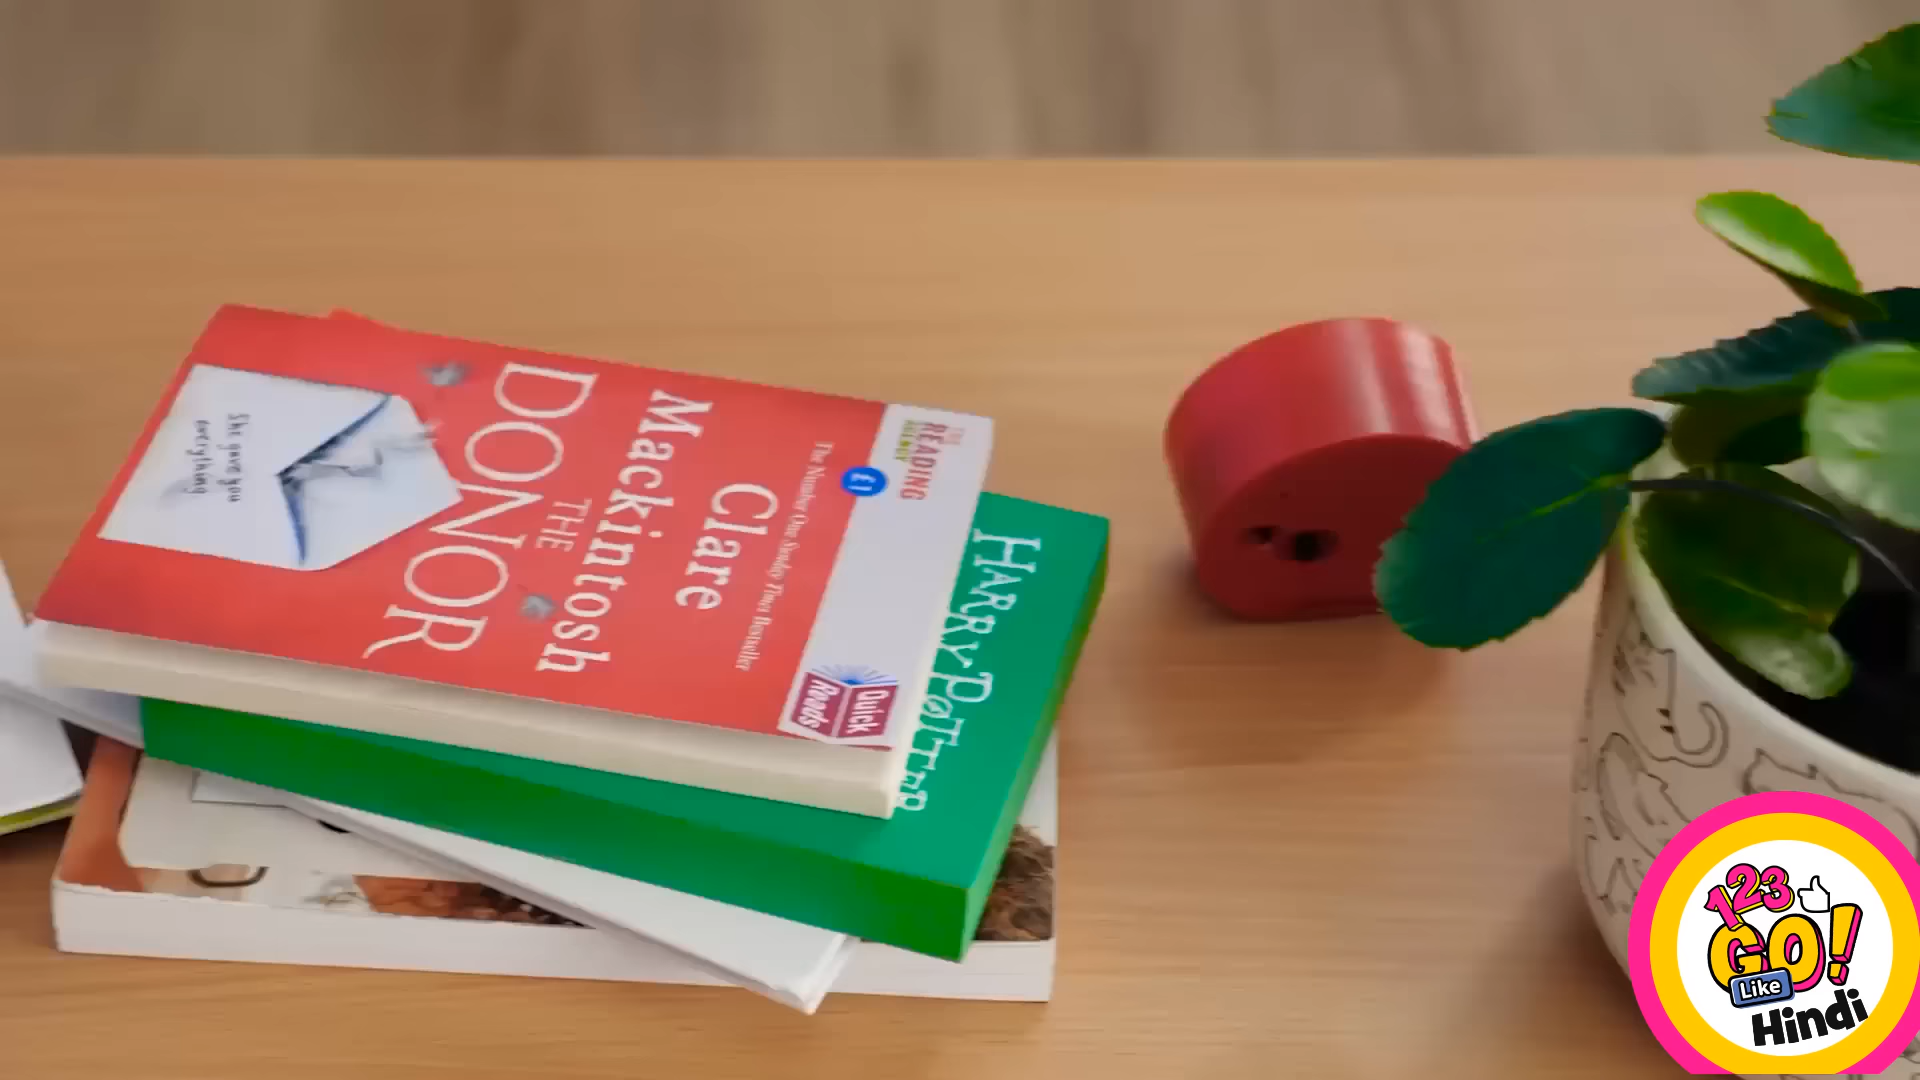 THE
READING
AGENCY
£1
The Number One Sunday Times Bestseller
Clare
Mackintosh
THE
DONOR
She gave you
everything
Quick
Reads
HARRY POTTER
123
GO!
Like
Hindi